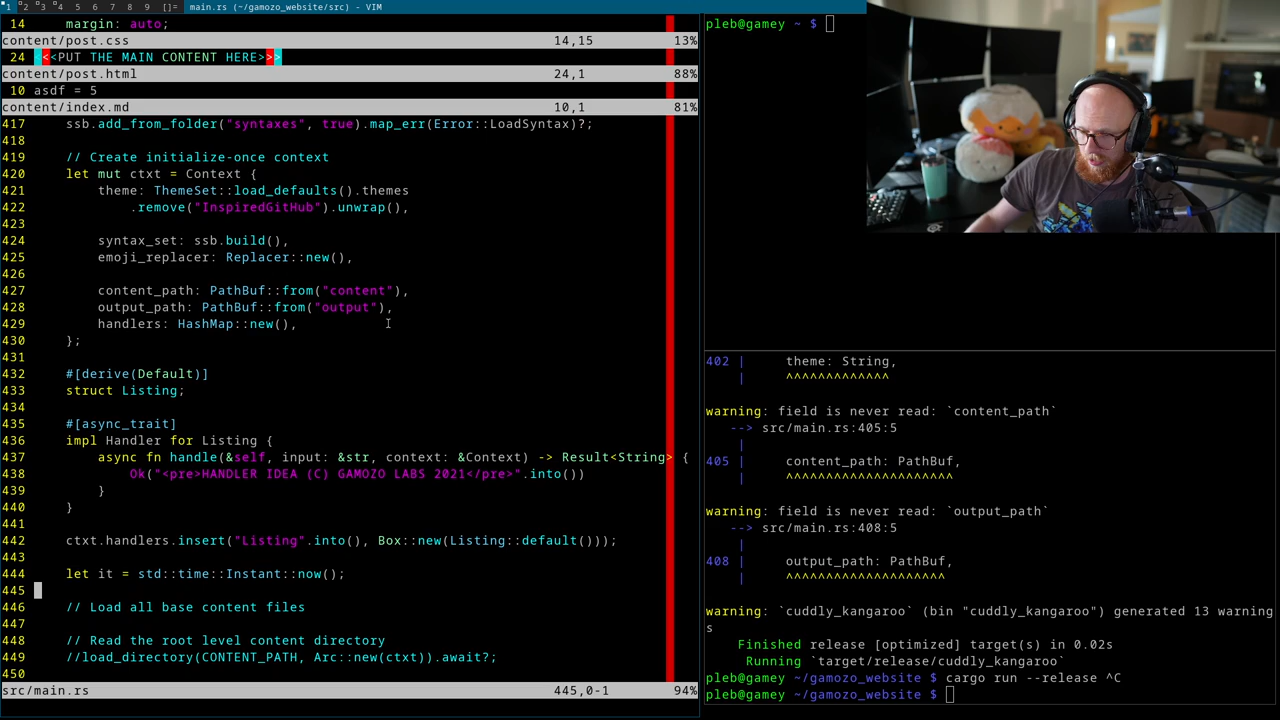 1 2 3 4 5 6 7 8 9 []= main.rs (~/gamozo_website/src) - VIM
14     margin: auto;
content/post.css 14,15 13%
24 <<<PUT THE MAIN CONTENT HERE>>>
content/post.html 24,1 88%
10 asdf = 5
content/index.md 10,1 81%
417     ssb.add_from_folder("syntaxes", true).map_err(Error::LoadSyntax)?;
418
419     // Create initialize-once context
420     let mut ctxt = Context {
421         theme: ThemeSet::load_defaults().themes
422             .remove("InspiredGitHub").unwrap(),
423
424         syntax_set: ssb.build(),
425         emoji_replacer: Replacer::new(),
426
427         content_path: PathBuf::from("content"),
428         output_path: PathBuf::from("output"),
429         handlers: HashMap::new(),
430     };
431
432     #[derive(Default)]
433     struct Listing;
434
435     #[async_trait]
436     impl Handler for Listing {
437         async fn handle(&self, input: &str, context: &Context) -> Result<String> {
438             Ok("<pre>HANDLER IDEA (C) GAMOZO LABS 2021</pre>".into())
439         }
440     }
441
442     ctxt.handlers.insert("Listing".into(), Box::new(Listing::default()));
443
444     let it = std::time::Instant::now();
445
446     // Load all base content files
447
448     // Read the root level content directory
449     //load_directory(CONTENT_PATH, Arc::new(ctxt)).await?;
450
src/main.rs 445,0-1 94%
pleb@gamey ~ $
402 |     theme: String,
    |     ^^^^^^^^^^^^^
warning: field is never read: `content_path`
   --> src/main.rs:405:5
    |
405 |     content_path: PathBuf,
    |     ^^^^^^^^^^^^^^^^^^^^^
warning: field is never read: `output_path`
   --> src/main.rs:408:5
    |
408 |     output_path: PathBuf,
    |     ^^^^^^^^^^^^^^^^^^^^
warning: `cuddly_kangaroo` (bin "cuddly_kangaroo") generated 13 warning
s
    Finished release [optimized] target(s) in 0.02s
     Running `target/release/cuddly_kangaroo`
pleb@gamey ~/gamozo_website $ cargo run --release ^C
pleb@gamey ~/gamozo_website $